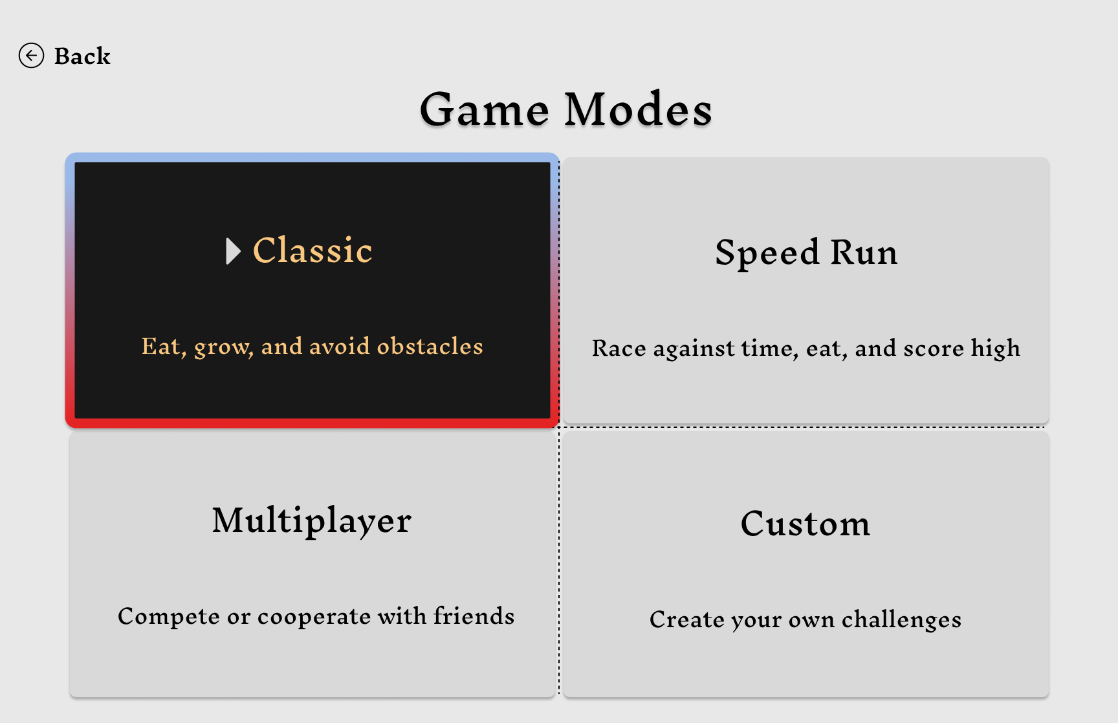 Back
Game Modes
Classic
Eat, grow, and avoid obstacles
Speed Run
Race against time, eat, and score high
Multiplayer
Compete or cooperate with friends
Custom
Create your own challenges